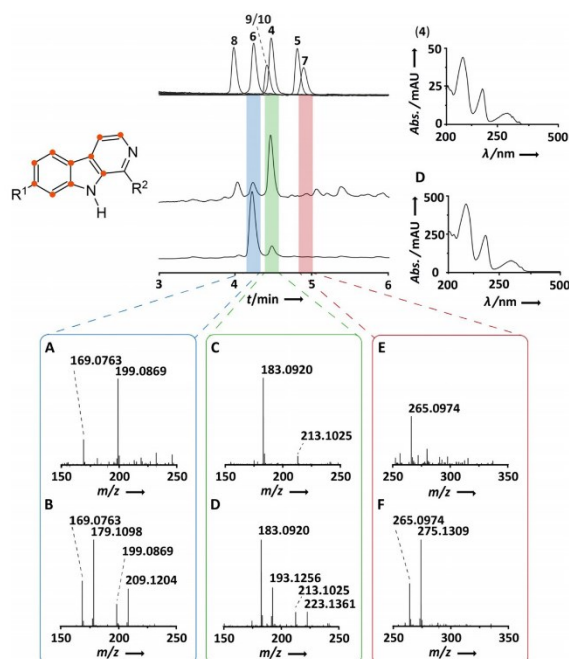 9/10
8 6 4 5 7
(4)
50
25
0
Abs./mAU
200 500
λ/nm
N
R¹ N R²
H
D
500
250
0
Abs./mAU
200 500
λ/nm
3 4 5 6
t/min
A
169.0763
199.0869
150 200 250
m/z
C
183.0920
213.1025
150 200 250
m/z
E
265.0974
250 300 350
m/z
B
169.0763
179.1098
199.0869
209.1204
150 200 250
m/z
D
183.0920
193.1256
213.1025
223.1361
150 200 250
m/z
F
265.0974
275.1309
250 300 350
m/z